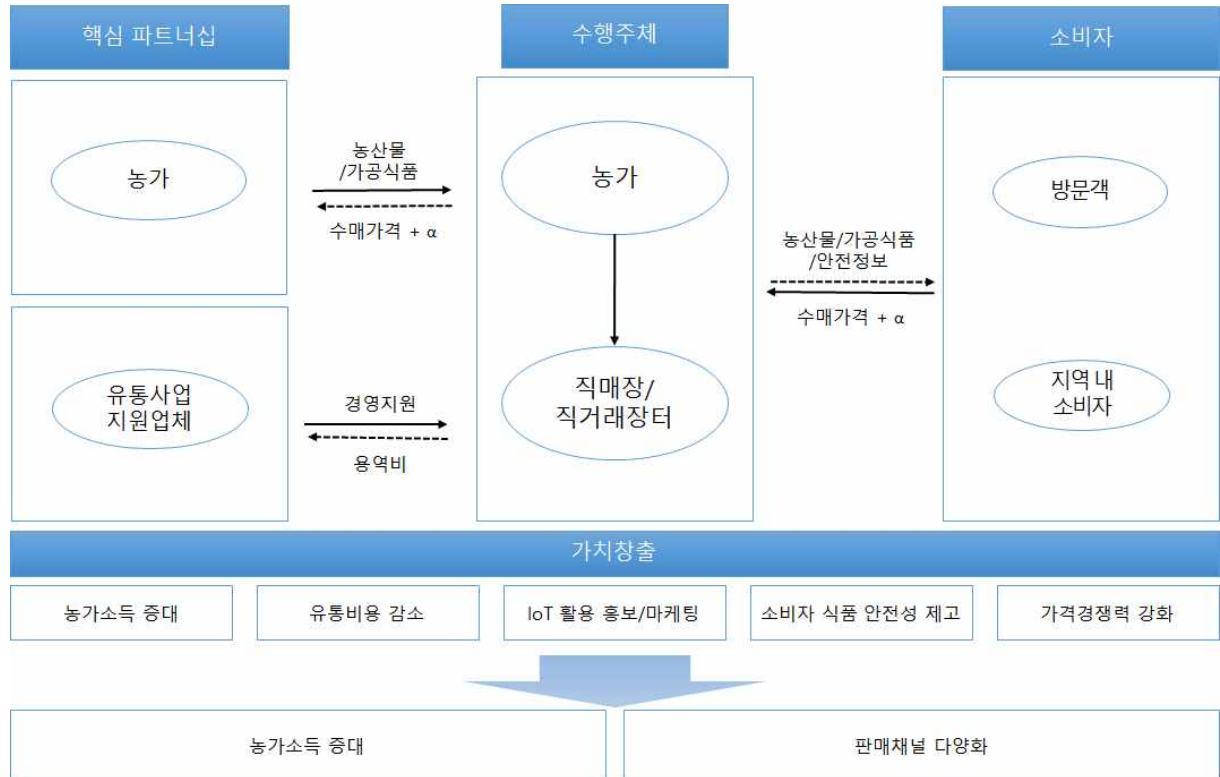 핵심 파트너십
수행주체
소비자
농가
농산물
/가공식품
수매가격 + α
농가
방문객
농산물/가공식품
/안전정보
수매가격 + α
유통사업
지원업체
경영지원
용역비
직매장/
직거래장터
지역 내
소비자
가치창출
농가소득 증대
유통비용 감소
IoT 활용 홍보/마케팅
소비자 식품 안전성 제고
가격경쟁력 강화
농가소득 증대
판매채널 다양화